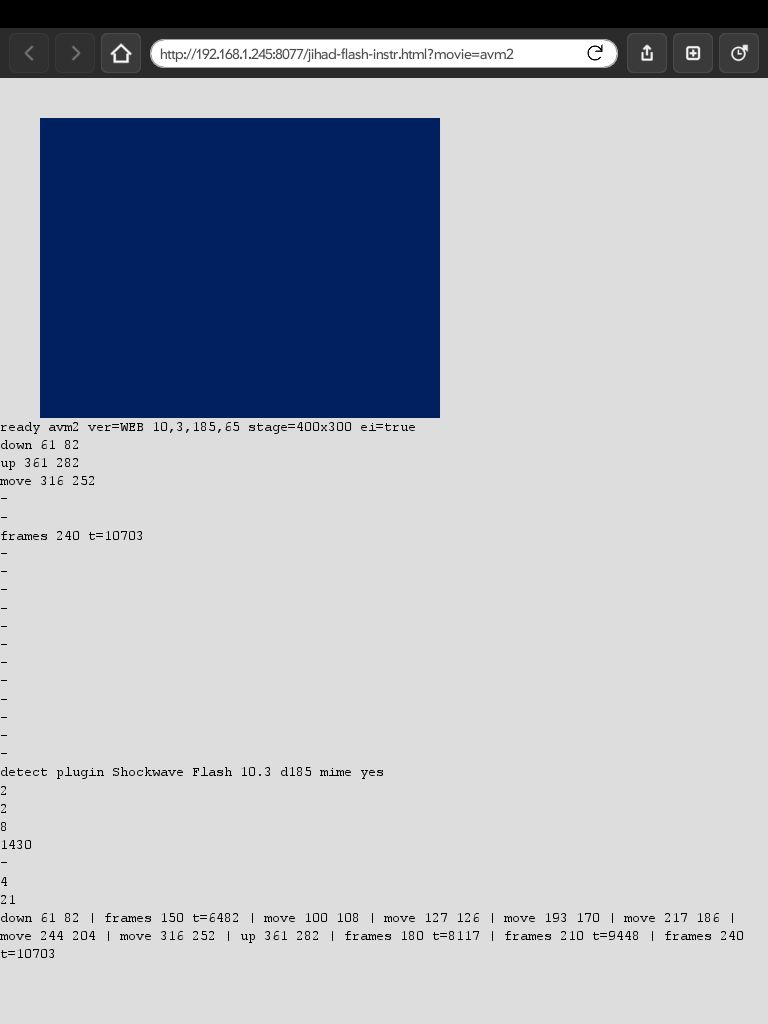 http://192.168.1.245:8077/jihad-flash-instr.html?movie=avm2
ready avm2 ver=WEB 10,3,185,65 stage=400x300 ei=true
down 61 82
up 361 282
move 316 252
-
-
frames 240 t=10703
-
-
-
-
-
-
-
-
-
-
-
-
detect plugin Shockwave Flash 10.3 d185 mime yes
2
2
8
1430
-
4
21
down 61 82 | frames 150 t=6482 | move 100 108 | move 127 126 | move 193 170 | move 217 186 |
move 244 204 | move 316 252 | up 361 282 | frames 180 t=8117 | frames 210 t=9448 | frames 240
t=10703